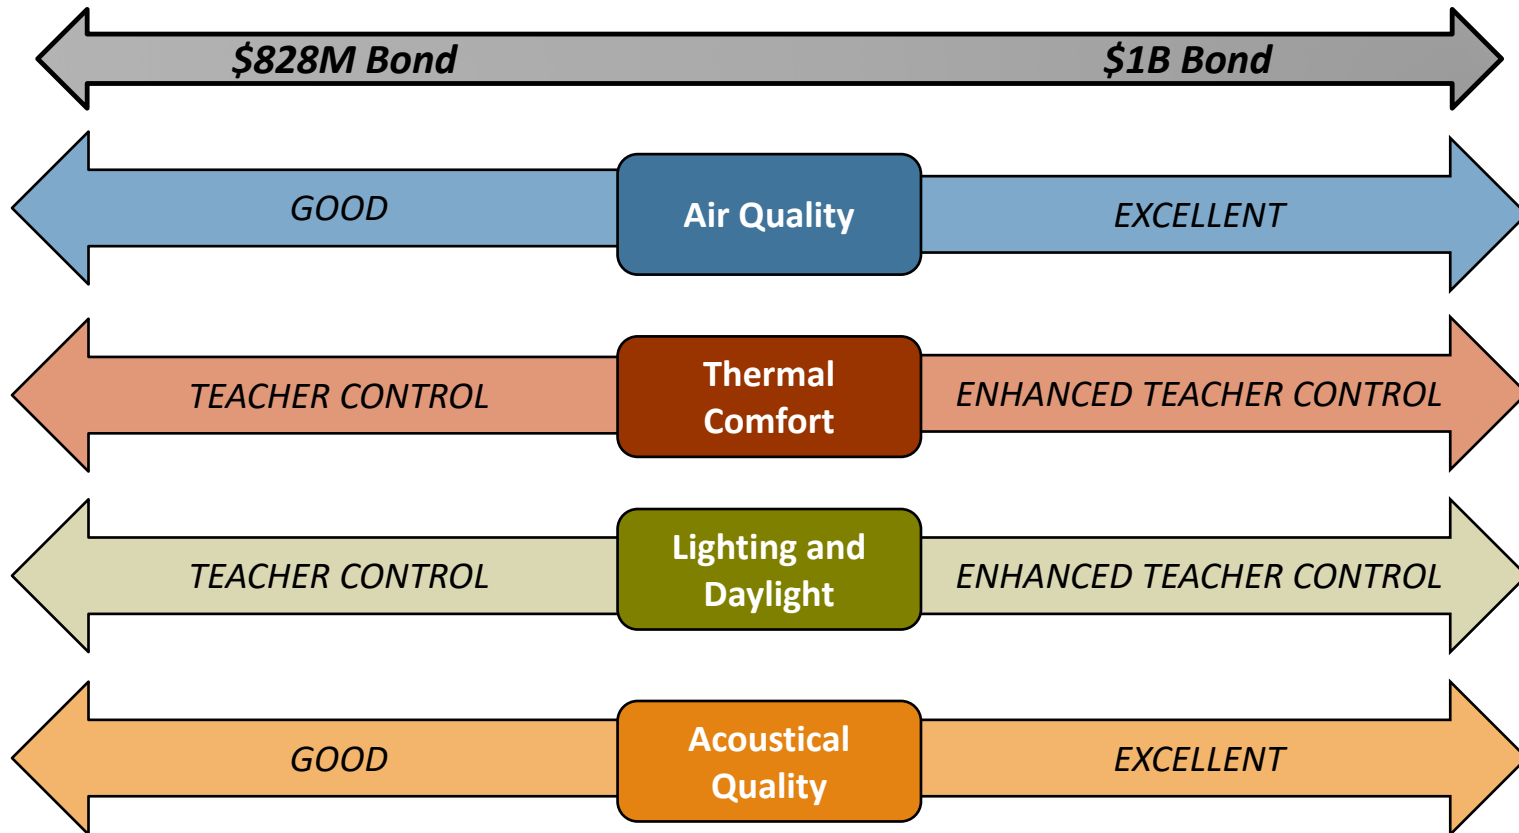 $828M Bond
$1B Bond
GOOD
Air Quality
EXCELLENT
TEACHER CONTROL
Thermal
Comfort
ENHANCED TEACHER CONTROL
TEACHER CONTROL
Lighting and
Daylight
ENHANCED TEACHER CONTROL
GOOD
Acoustical
Quality
EXCELLENT